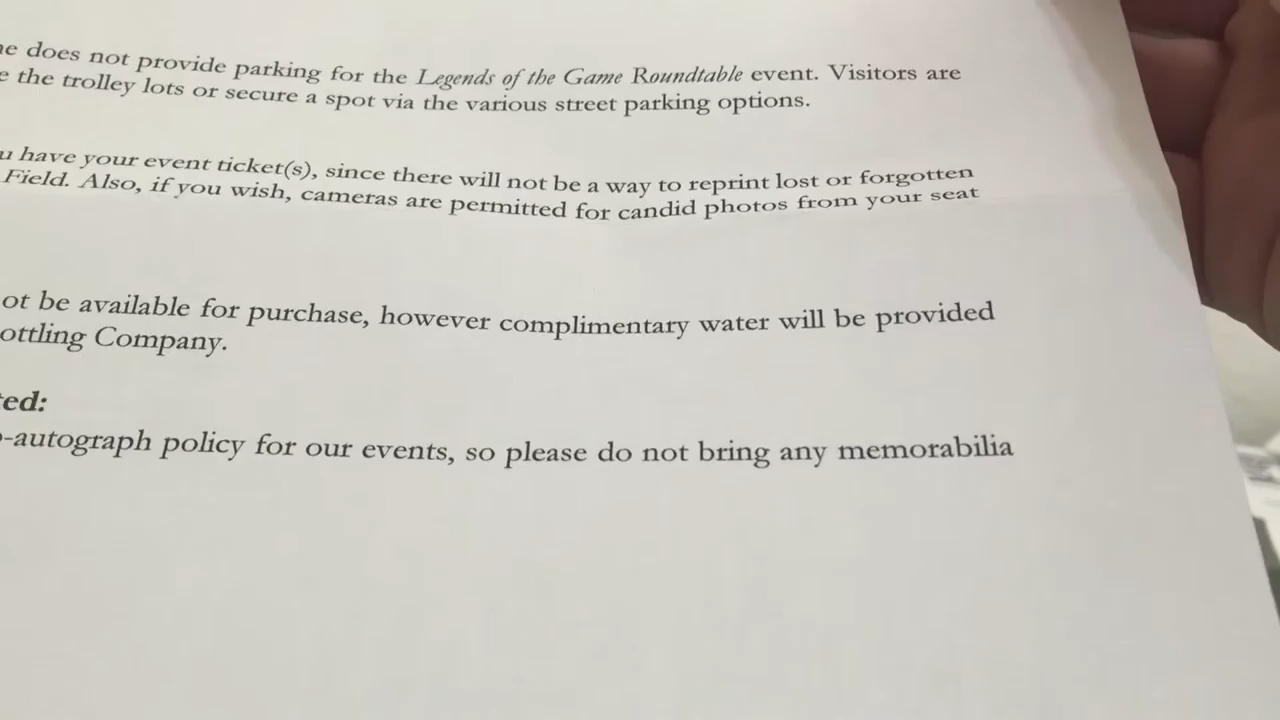 does not provide parking for the Legends of the Game Roundtable event. Visitors are
the trolley lots or secure a spot via the various street parking options.
have your event ticket(s), since there will not be a way to reprint lost or forgotten
Field. Also, if you wish, cameras are permitted for candid photos from your seat
be available for purchase, however complimentary water will be provided
Company.
-autograph policy for our events, so please do not bring any memorabilia